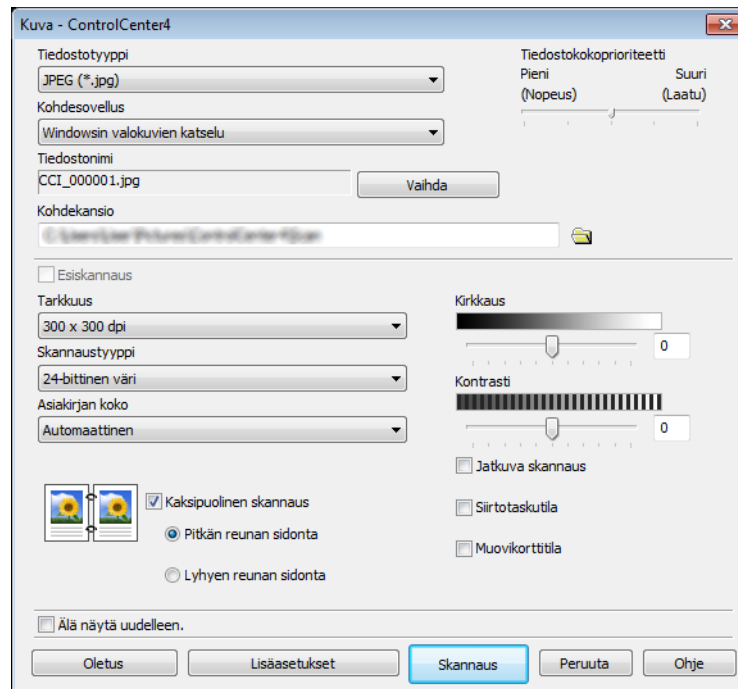 Kuva - ControlCenter4
Tiedostotyyppi
JPEG (*.jpg)
Kohdesovellus
Windowsin valokuvien katselu
Tiedostonimi
CCI_000001.jpg
Vaihda
Kohdekansio
Tiedostokokoprioriteetti
Pieni Suuri
(Nopeus) (Laatu)
Esiskannaus
Tarkkuus
300 x 300 dpi
Skannaustyyppi
24-bittinen väri
Asiakirjan koko
Automaattinen
Kirkkaus
0
Kontrasti
0
Jatkuva skannaus
Siirtotaskutila
Muovikorttitila
Kaksipuolinen skannaus
Pitkän reunan sidonta
Lyhyen reunan sidonta
Älä näytä uudelleen.
Oletus Lisäasetukset Skannaus Peruuta Ohje